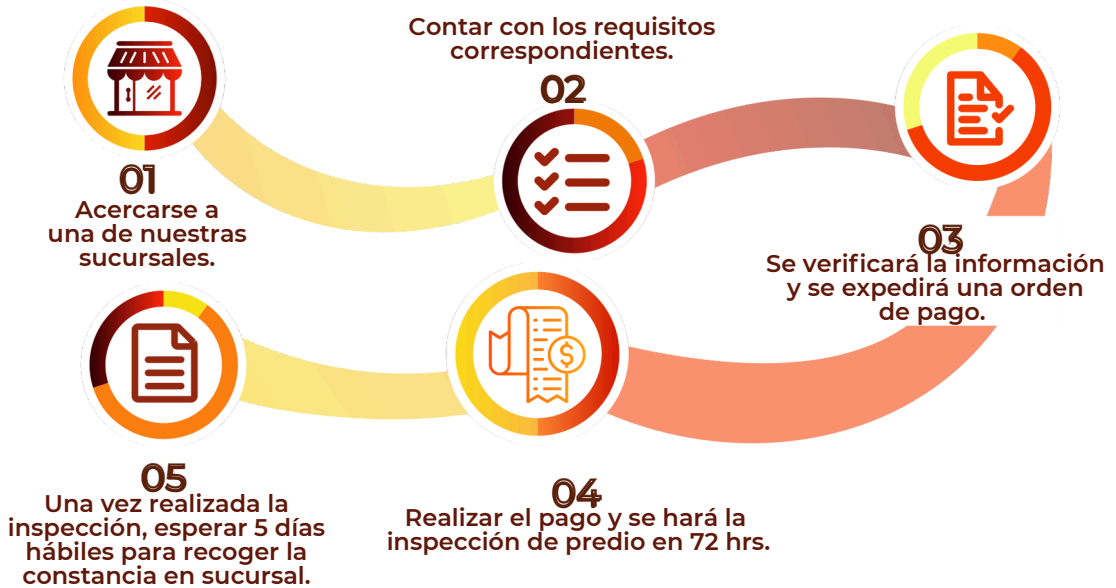 01
Acercarse a
una de nuestras
sucursales.
Contar con los requisitos
correspondientes.
02
03
Se verificará la información
y se expedirá una orden
de pago.
04
Realizar el pago y se hará la
inspección de predio en 72 hrs.
05
Una vez realizada la
inspección, esperar 5 días
hábiles para recoger la
constancia en sucursal.
$